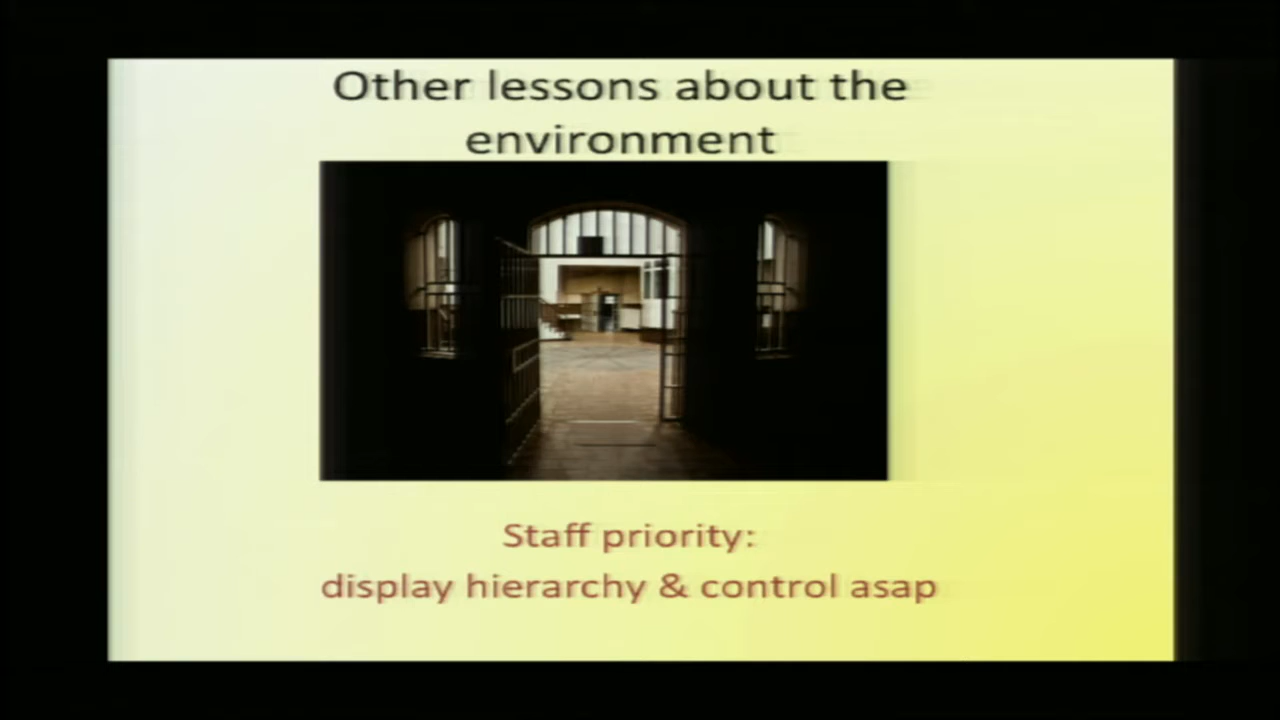 Other lessons about the
environment
Staff priority:
display hierarchy & control asap